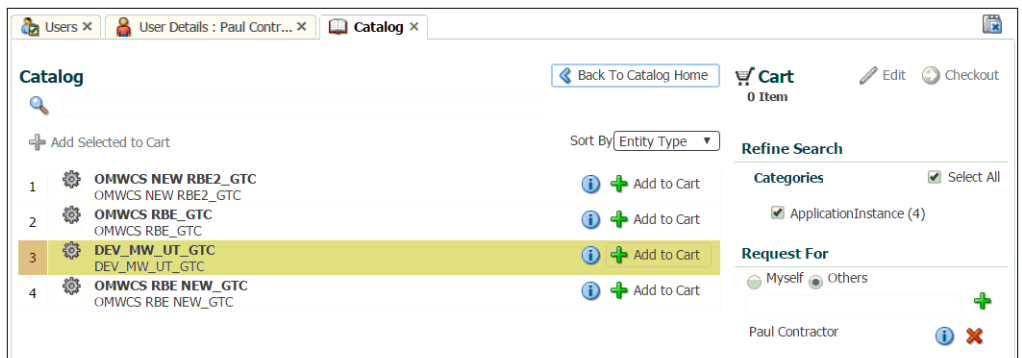 Users × User Details : Paul Contr... × Catalog ×
Catalog
Back To Catalog Home
Cart
Edit
Checkout
0 Item
Add Selected to Cart
Sort By Entity Type ▼
Refine Search
Categories
Select All
ApplicationInstance (4)
1 OMWCS NEW RBE2_GTC Add to Cart
OMWCS NEW RBE2_GTC
2 OMWCS RBE_GTC Add to Cart
OMWCS RBE_GTC
3 DEV_MW_UT_GTC Add to Cart
DEV_MW_UT_GTC
4 OMWCS RBE NEW_GTC Add to Cart
OMWCS RBE NEW_GTC
Request For
Myself Others
Paul Contractor